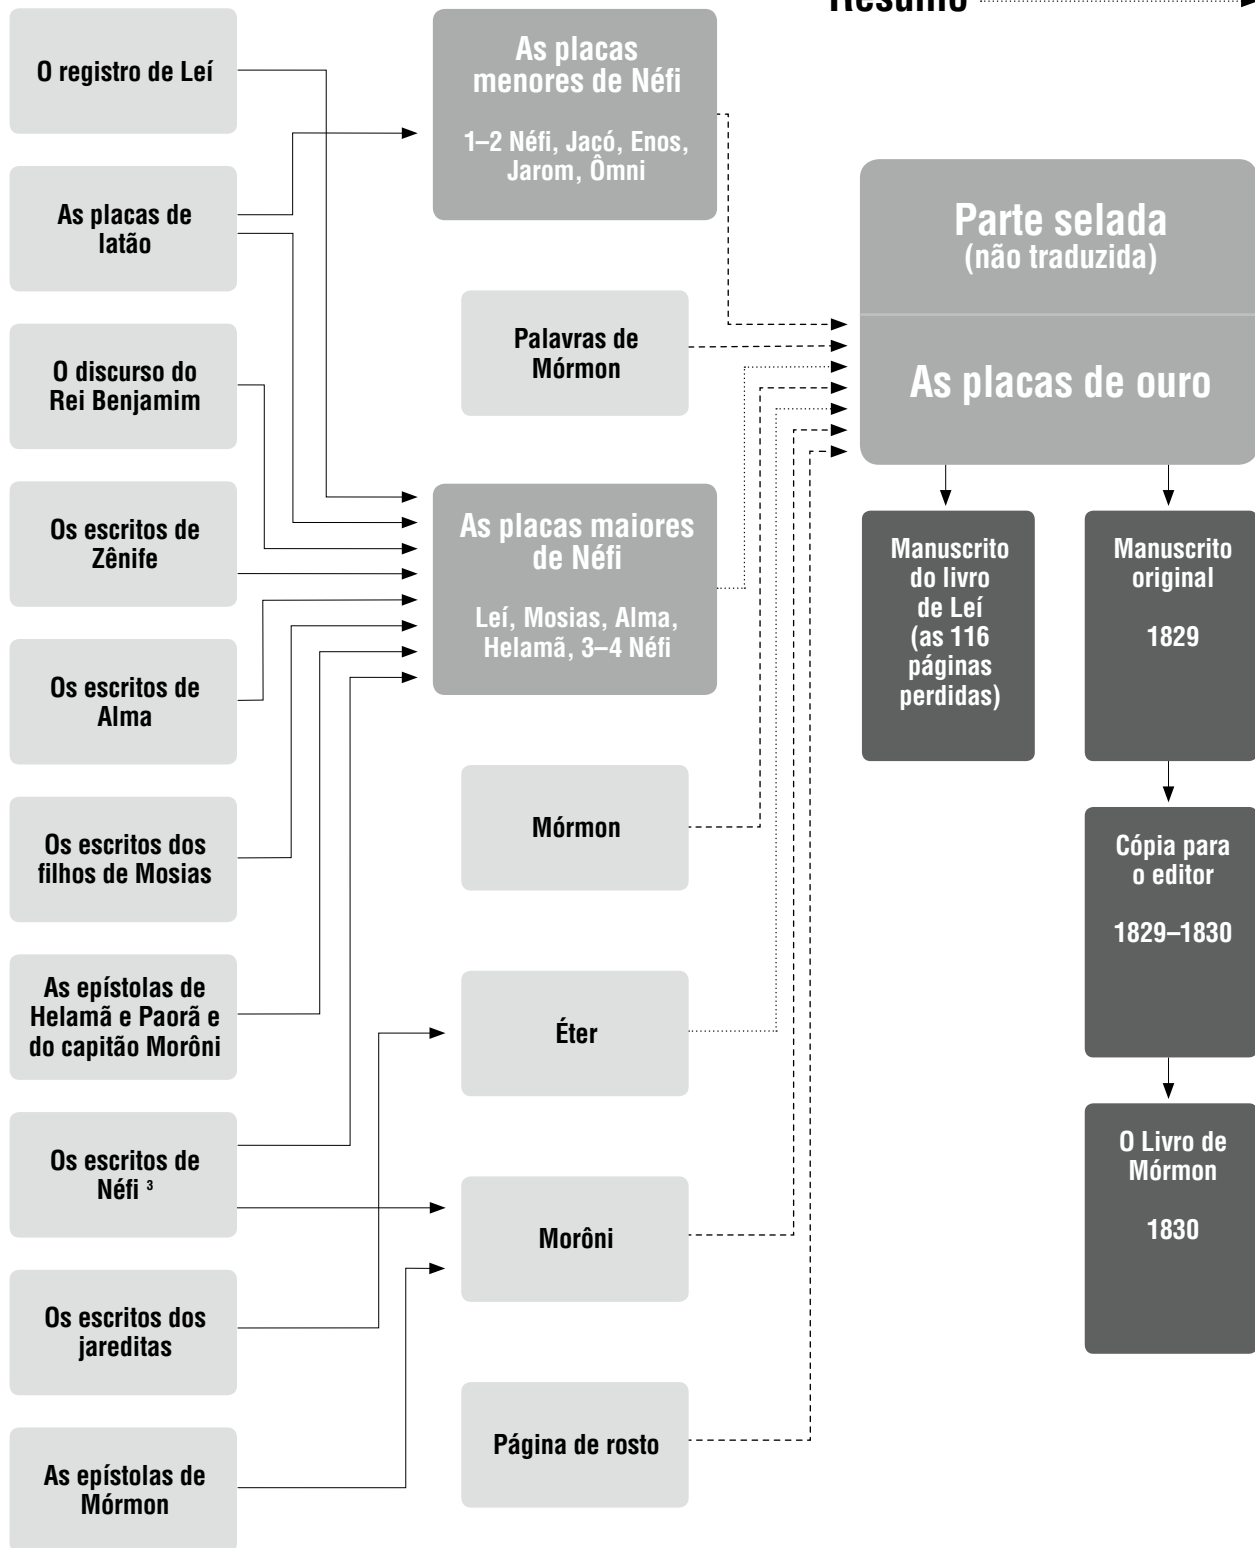 Resumo
O registro de Leí
As placas de
latão
O discurso do
Rei Benjamim
Os escritos de
Zênife
Os escritos de
Alma
Os escritos dos
filhos de Mosias
As epístolas de
Helamã e Paorã e
do capitão Morôni
Os escritos de
Néfi ³
Os escritos dos
jareditas
As epístolas de
Mórmon
As placas
menores de Néfi
1–2 Néfi, Jacó, Enos,
Jarom, Ômni
Palavras de
Mórmon
As placas maiores
de Néfi
Leí, Mosias, Alma,
Helamã, 3–4 Néfi
Mórmon
Éter
Morôni
Página de rosto
Parte selada
(não traduzida)
As placas de ouro
Manuscrito
do livro
de Leí
(as 116
páginas
perdidas)
Manuscrito
original
1829
Cópia para
o editor
1829–1830
O Livro de
Mórmon
1830